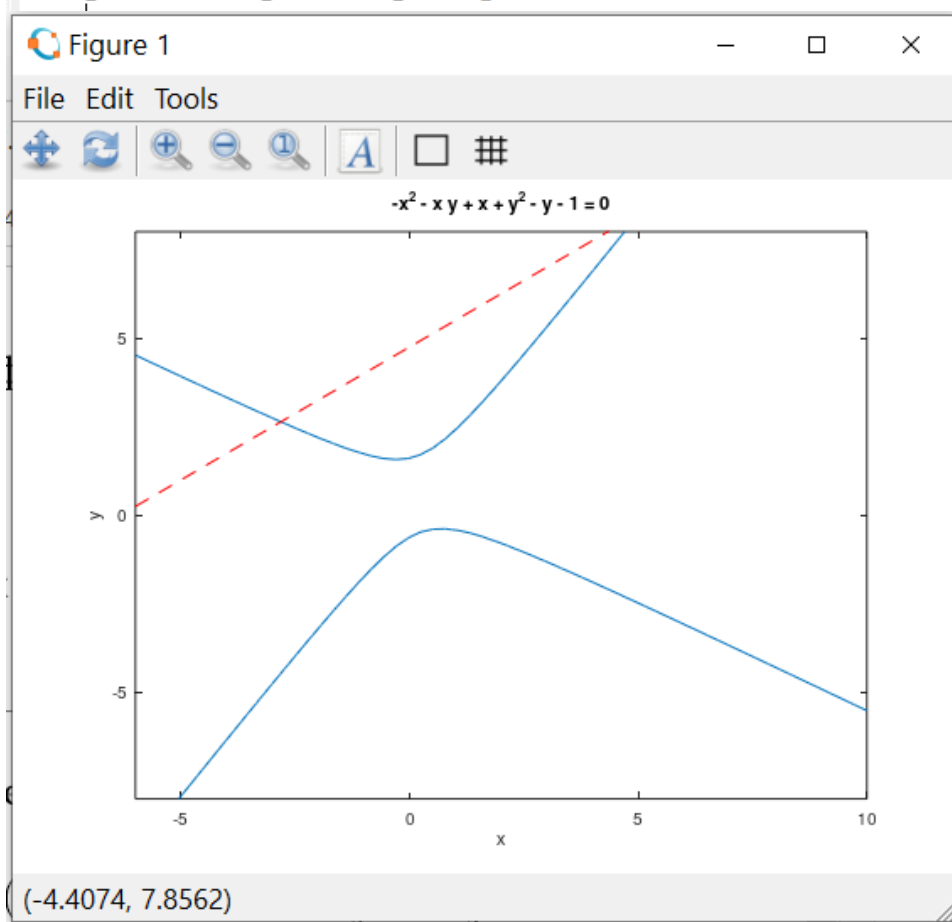 Figure 1
File Edit Tools
A
-x² - x y + x + y² - y - 1 = 0
5
0
-5
y
-5
0
5
10
x
(-4.4074, 7.8562)